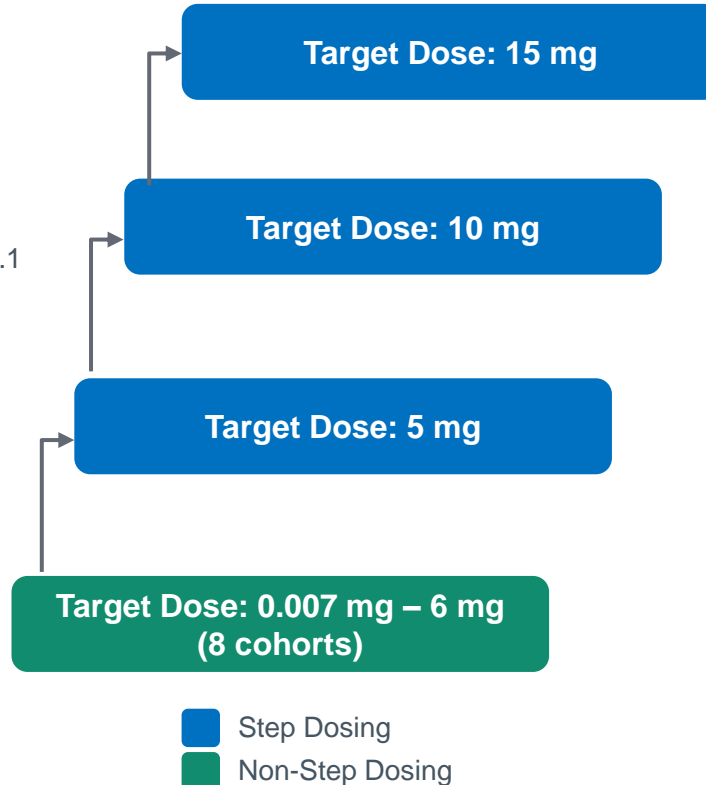 Target Dose: 15 mg
Target Dose: 10 mg
.1
Target Dose: 5 mg
Target Dose: 0.007 mg – 6 mg
(8 cohorts)
Step Dosing
Non-Step Dosing